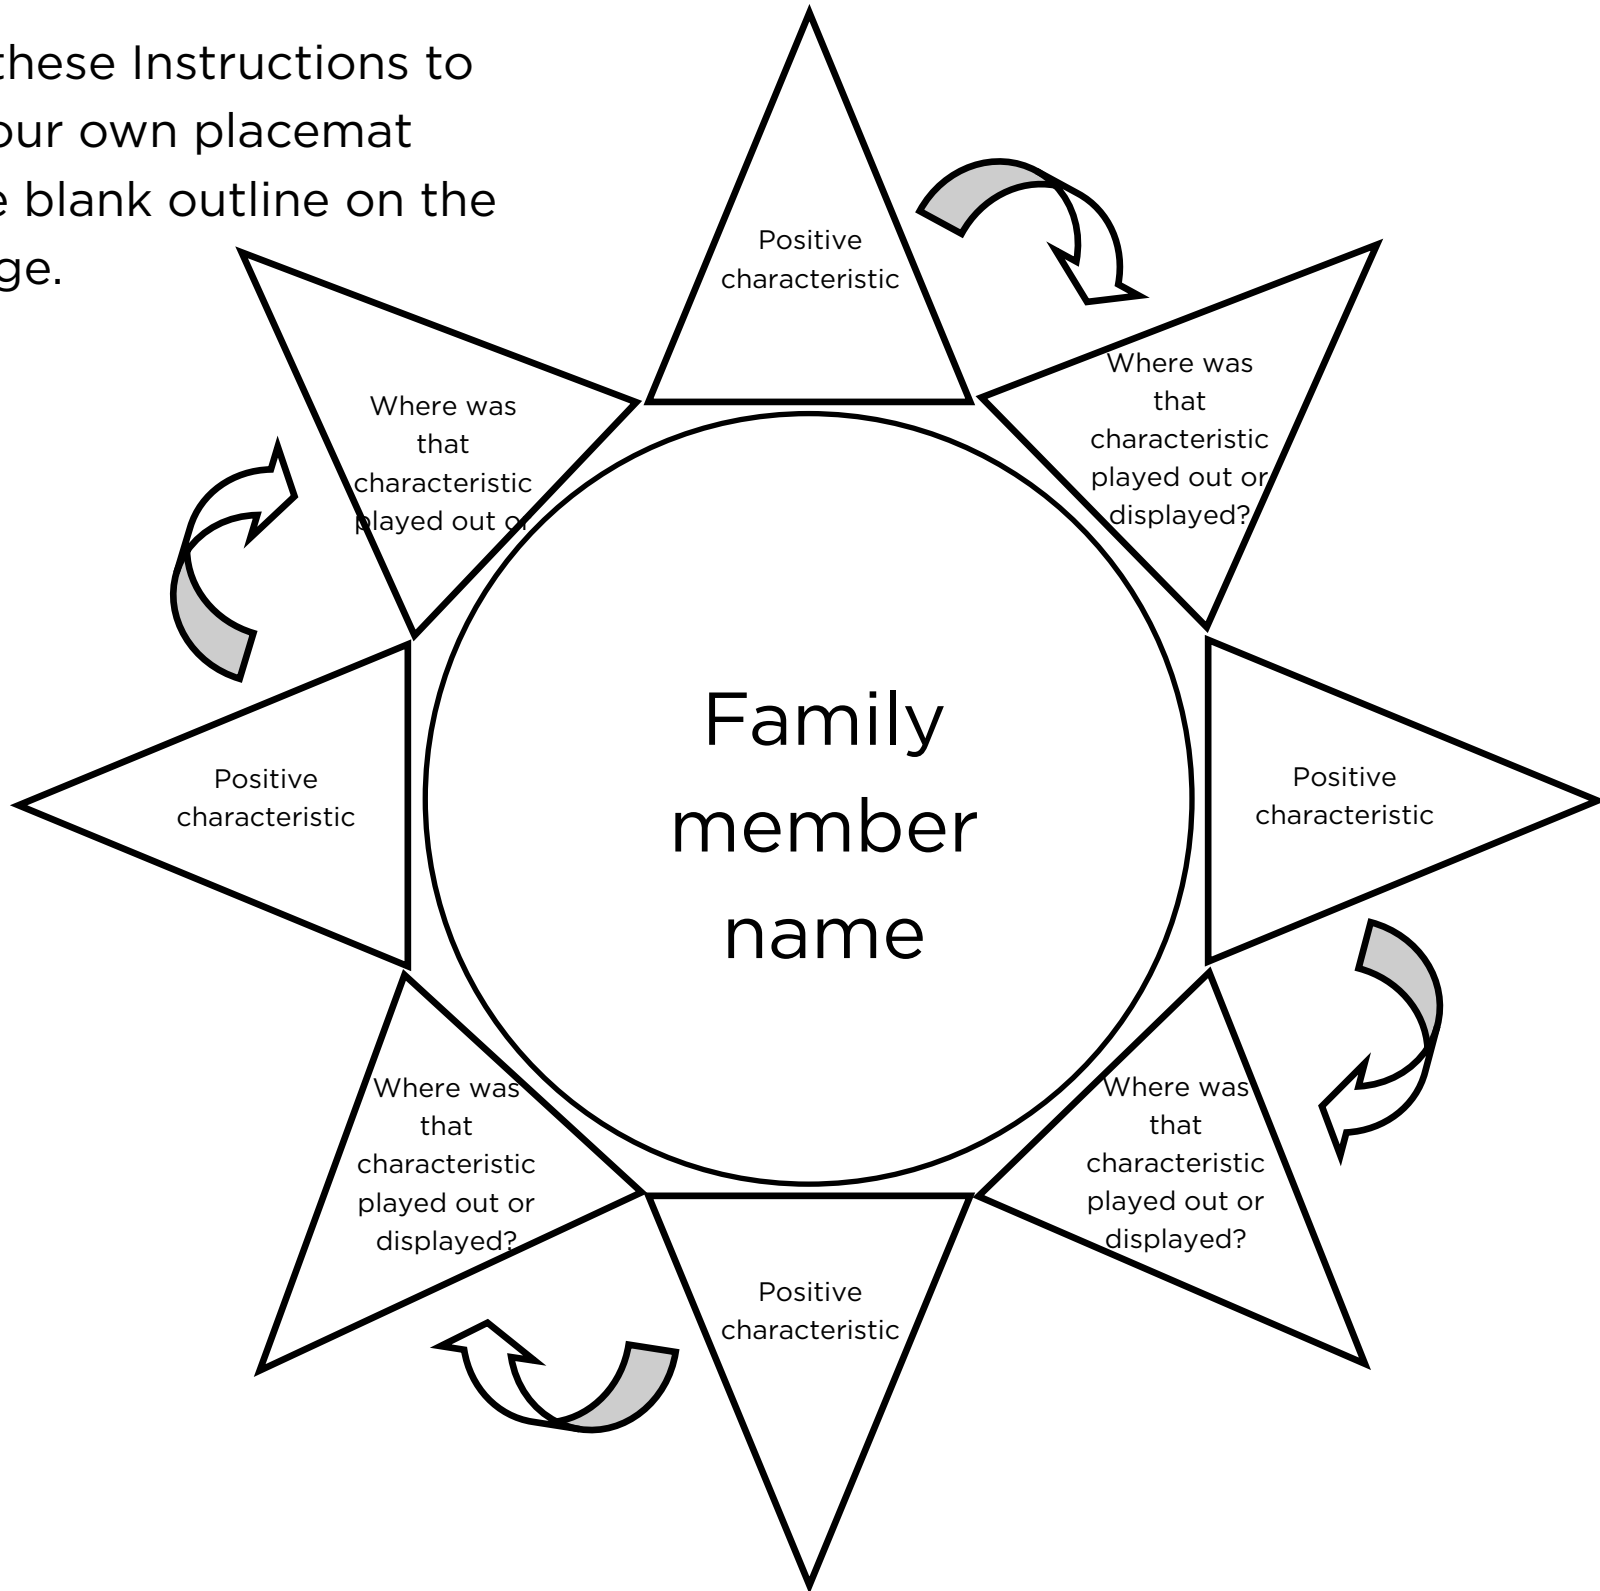 these Instructions to
our own placemat
e blank outline on the
ge.
Positive
characteristic
Where was
that
characteristic
played out or
displayed?
Where was
that
characteristic
played out or
Positive
characteristic
Family
member
name
Positive
characteristic
Where was
that
characteristic
played out or
displayed?
Where was
that
characteristic
played out or
displayed?
Positive
characteristic